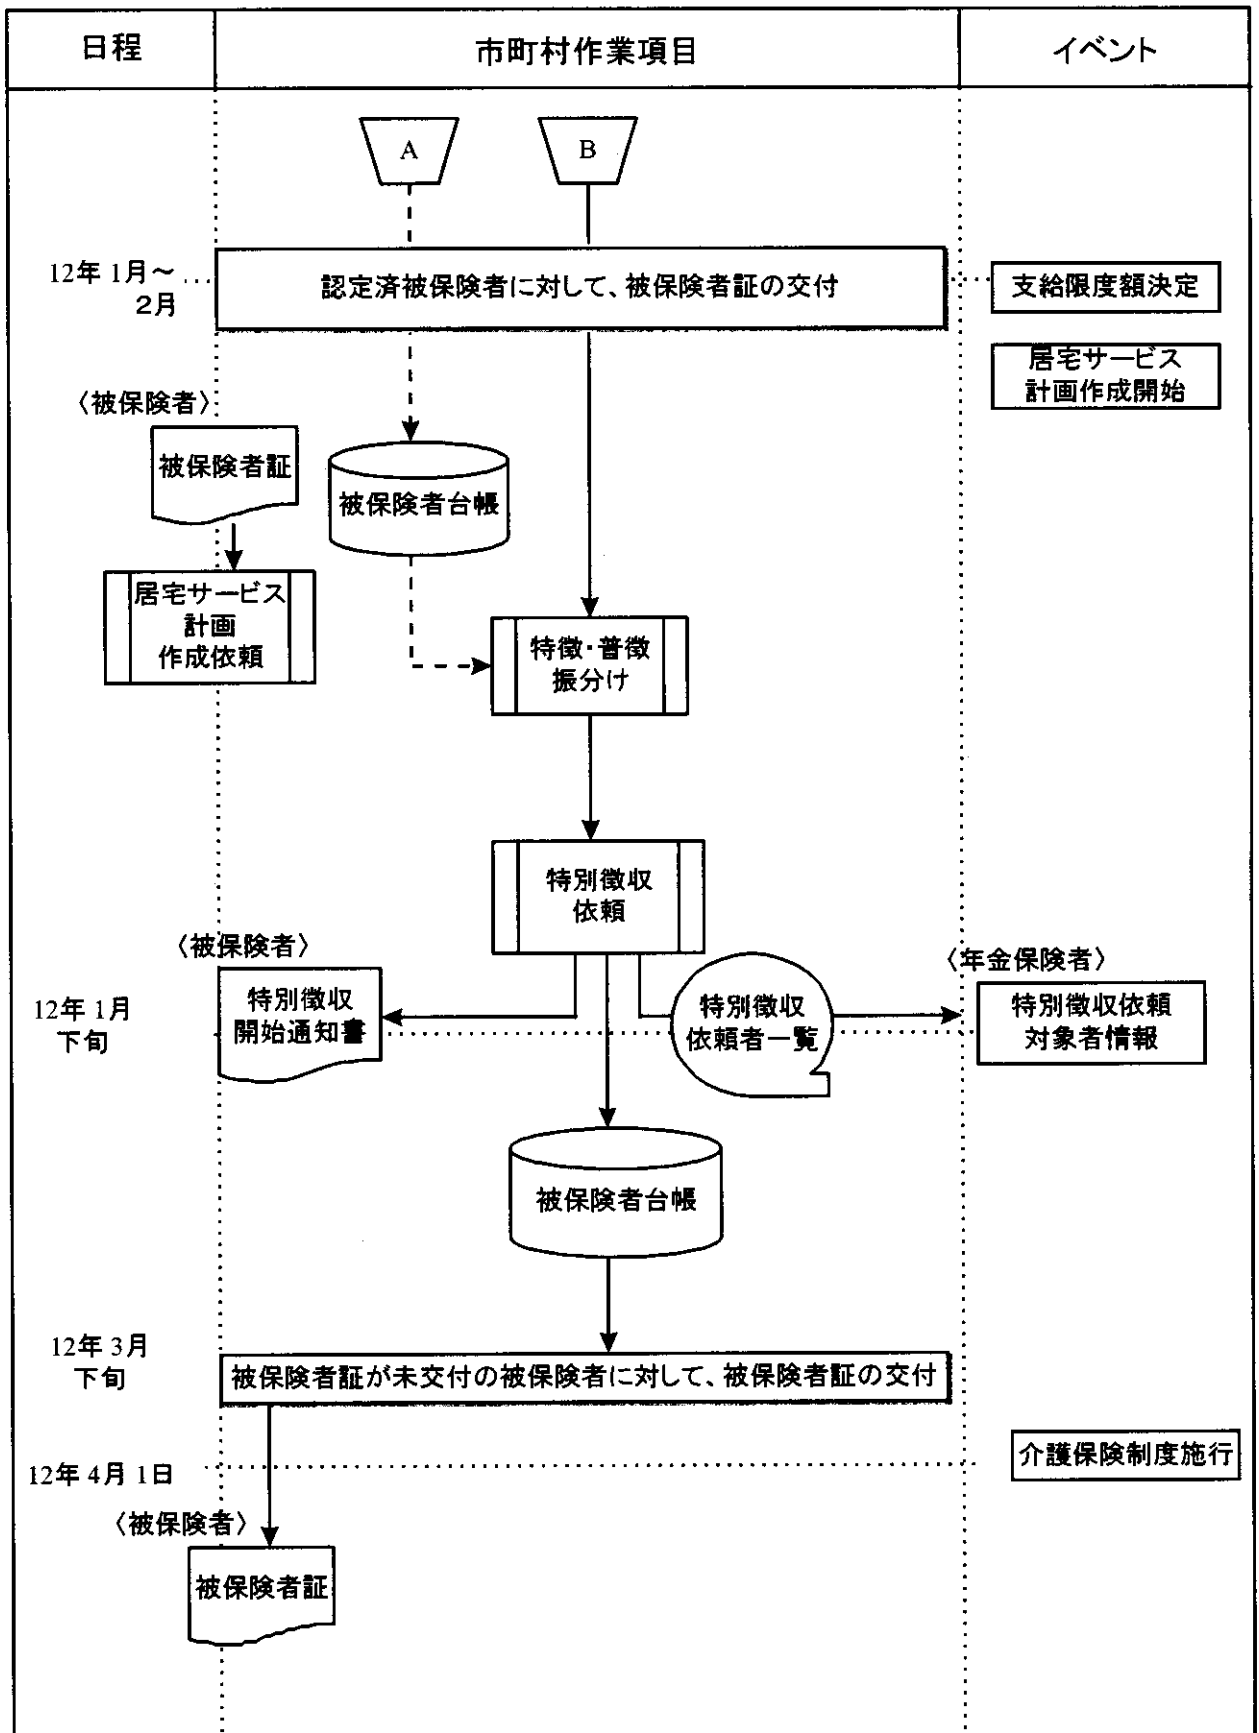 日程
市町村作業項目
イベント
A
B
12年 1月～
2月
認定済被保険者に対して、被保険者証の交付
支給限度額決定
居宅サービス
計画作成開始
〈被保険者〉
被保険者証
被保険者台帳
居宅サービス
計画
作成依頼
特徴・普徴
振分け
特別徴収
依頼
〈被保険者〉
〈年金保険者〉
12年 1月
下旬
特別徴収
開始通知書
特別徴収
依頼者一覧
特別徴収依頼
対象者情報
被保険者台帳
12年 3月
下旬
被保険者証が未交付の被保険者に対して、被保険者証の交付
介護保険制度施行
12年 4月 1日
〈被保険者〉
被保険者証